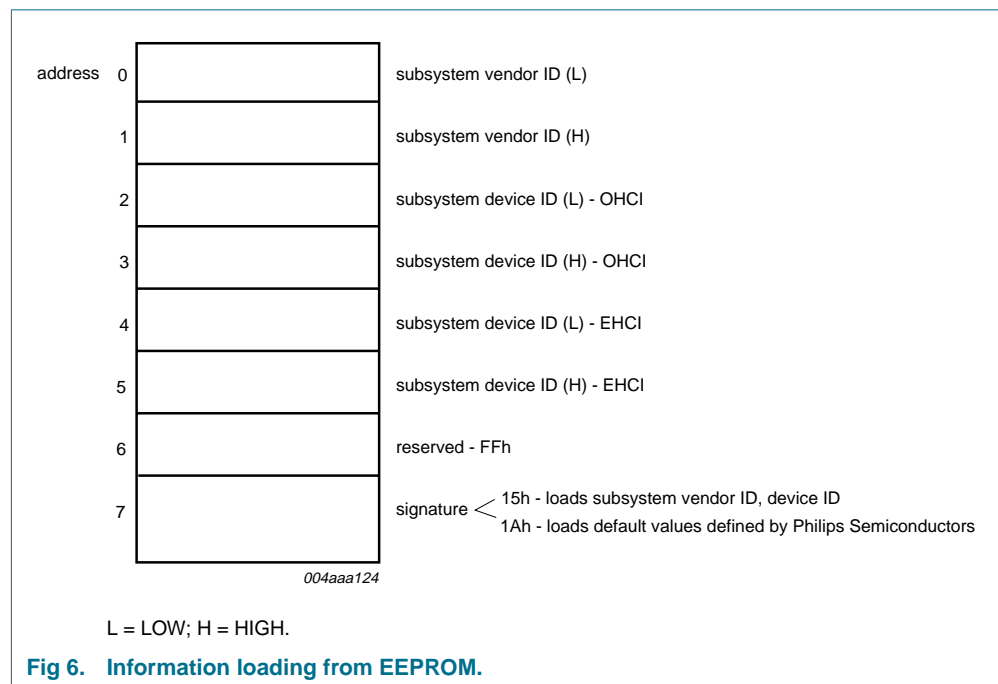 address 0 subsystem vendor ID (L)
1 subsystem vendor ID (H)
2 subsystem device ID (L) - OHCI
3 subsystem device ID (H) - OHCI
4 subsystem device ID (L) - EHCI
5 subsystem device ID (H) - EHCI
6 reserved - FFh
7 signature 15h - loads subsystem vendor ID, device ID
1Ah - loads default values defined by Philips Semiconductors
004aaa124
L = LOW; H = HIGH.
Fig 6. Information loading from EEPROM.